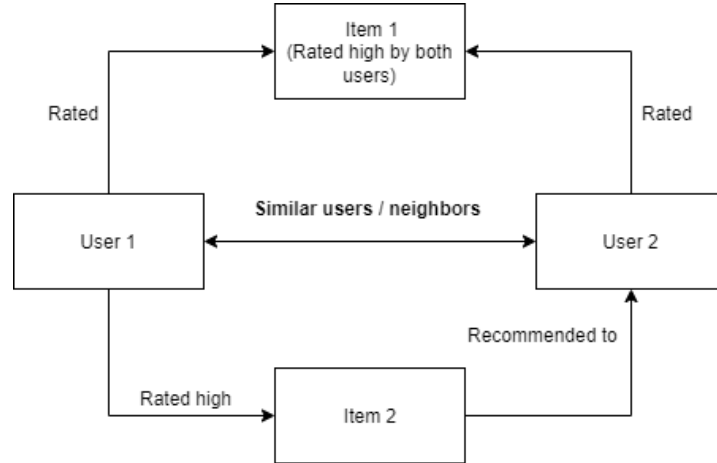 Item 1
(Rated high by both
users)
Rated
Rated
Similar users / neighbors
User 1
User 2
Recommended to
Rated high
Item 2